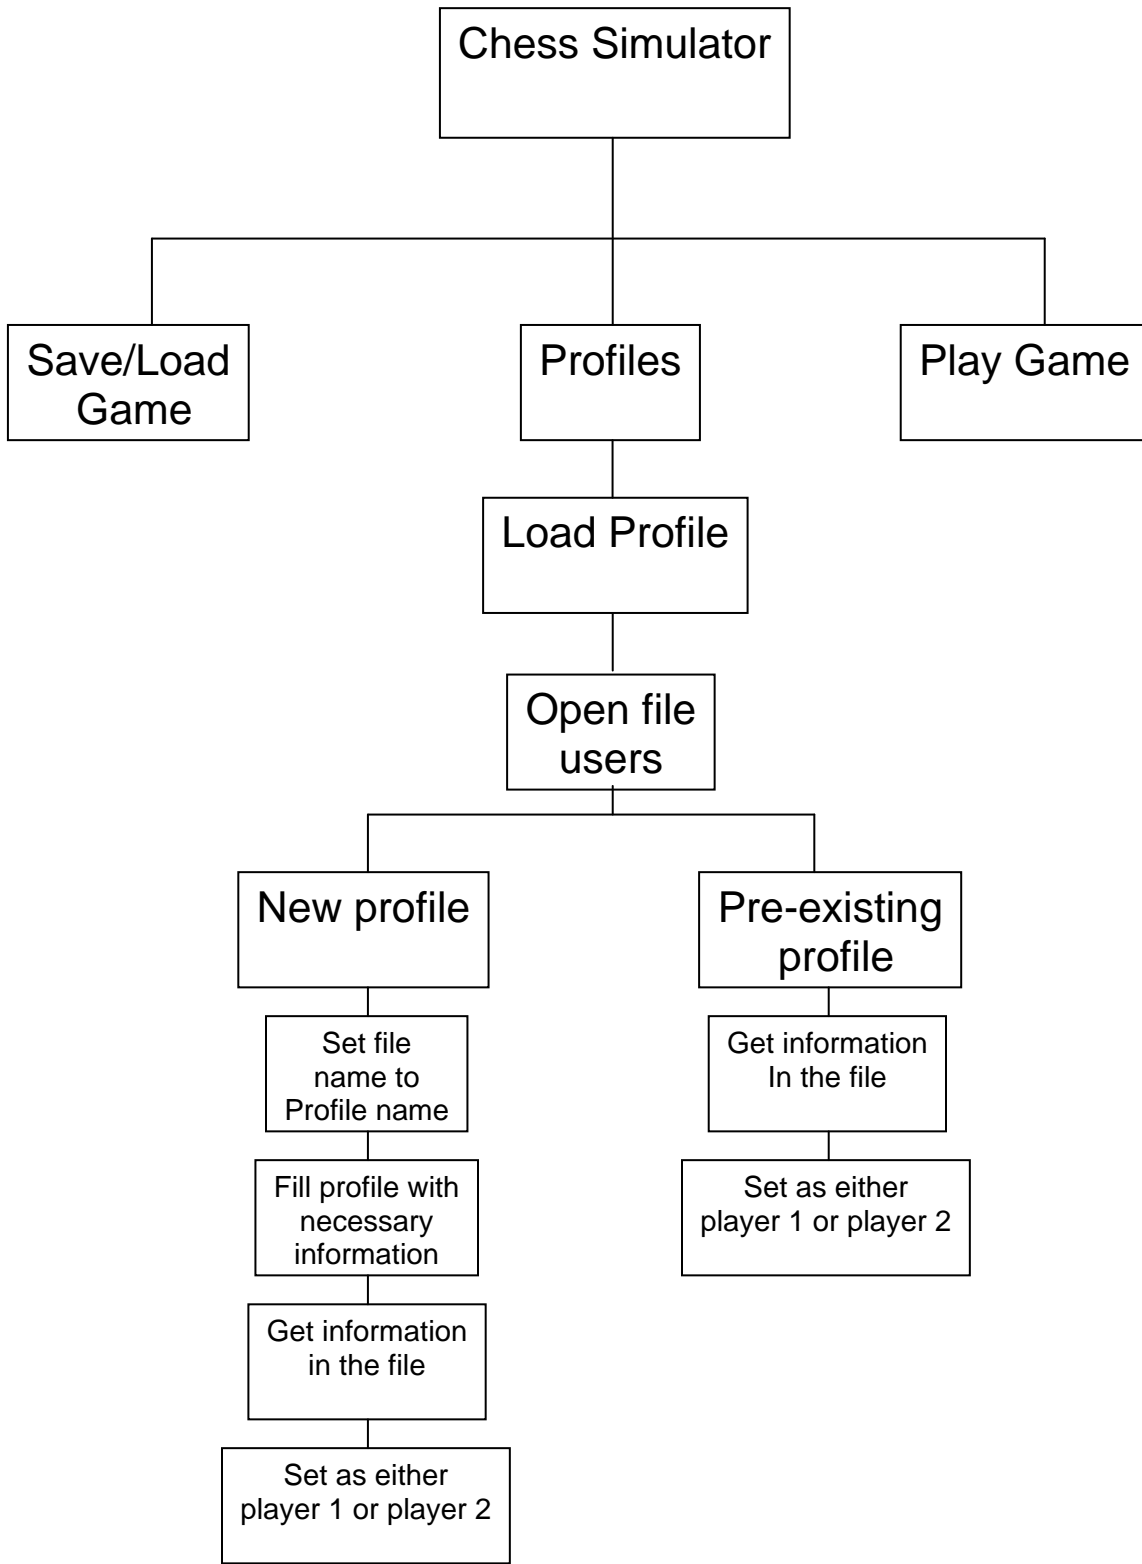 Chess Simulator
Save/Load
Game
Profiles
Play Game
Load Profile
Open file
users
New profile
Pre-existing
profile
Set file
name to
Profile name
Get information
In the file
Fill profile with
necessary
information
Set as either
player 1 or player 2
Get information
in the file
Set as either
player 1 or player 2